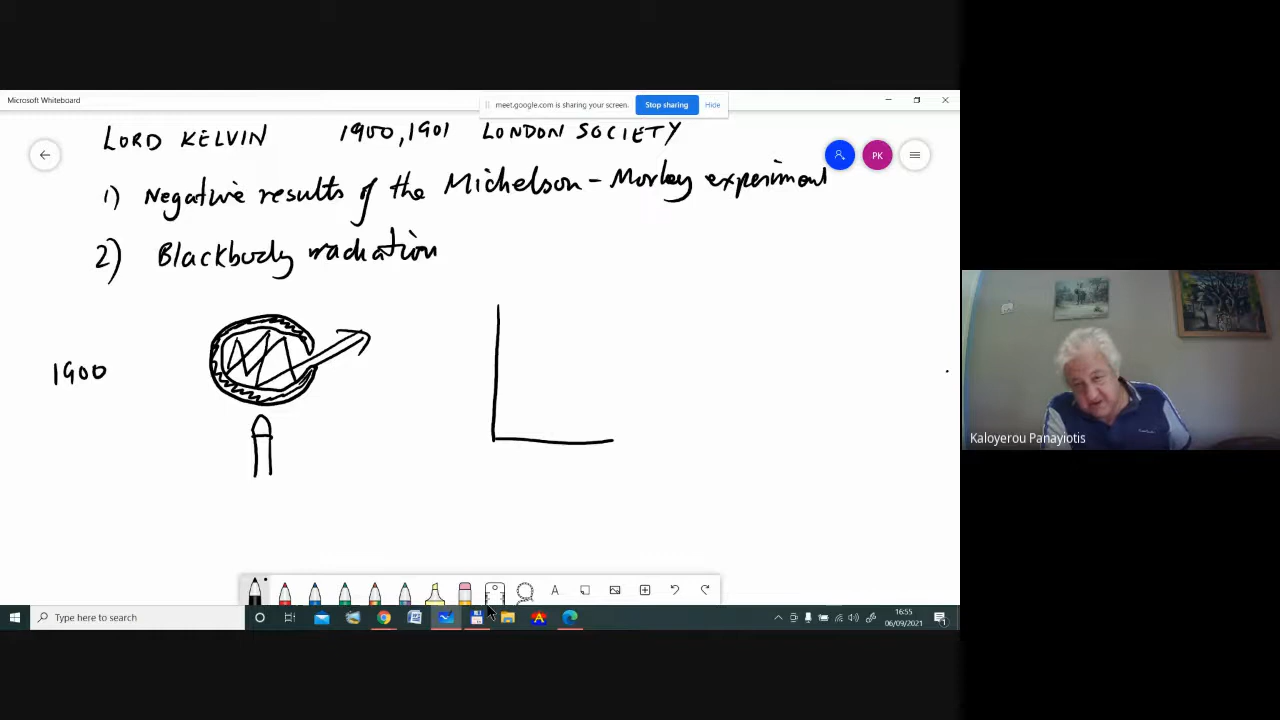 Microsoft Whiteboard
meet.google.com is sharing your screen. Stop sharing Hide
LORD KELVIN 1900, 1901 LONDON SOCIETY
PK
1) Negative results of the Michelson - Morley experiment
2) Blackbody radiation
1900
Kaloyerou Panayiotis
Type here to search
16:55
06/09/2021